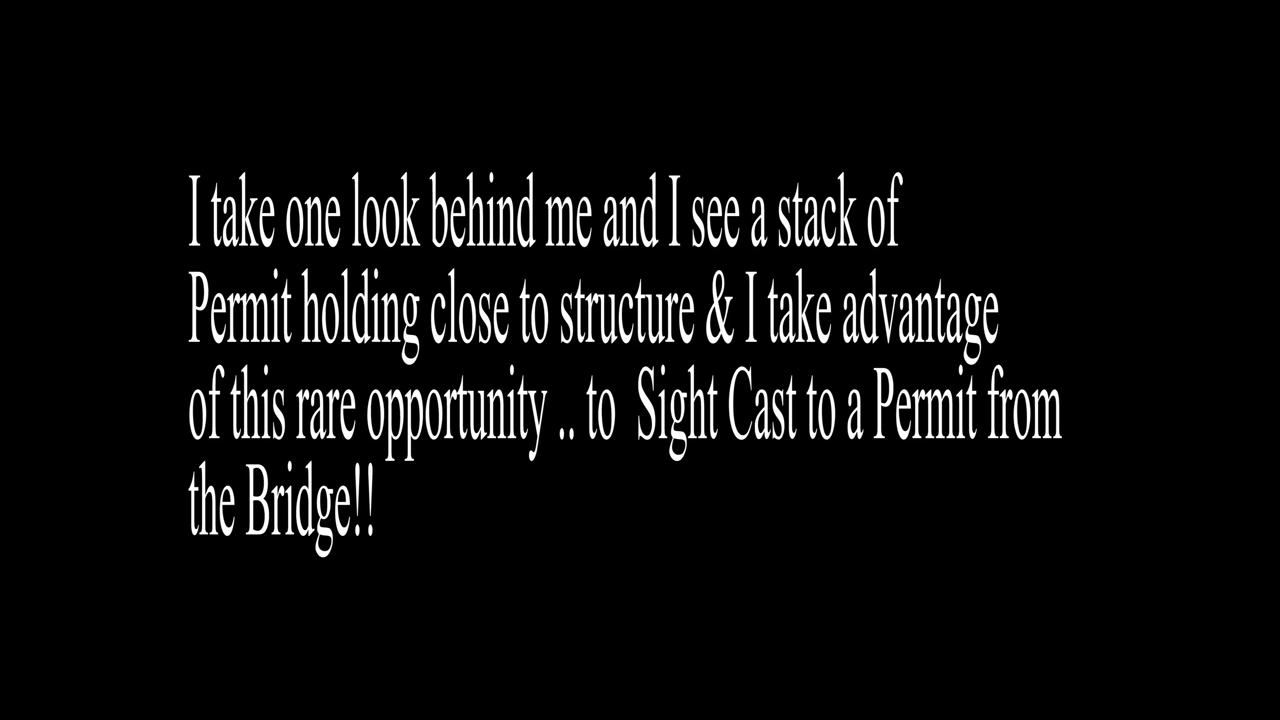 I take one look behind me and I see a stack of
Permit holding close to structure & I take advantage
of this rare opportunity .. to  Sight Cast to a Permit from
the Bridge!!